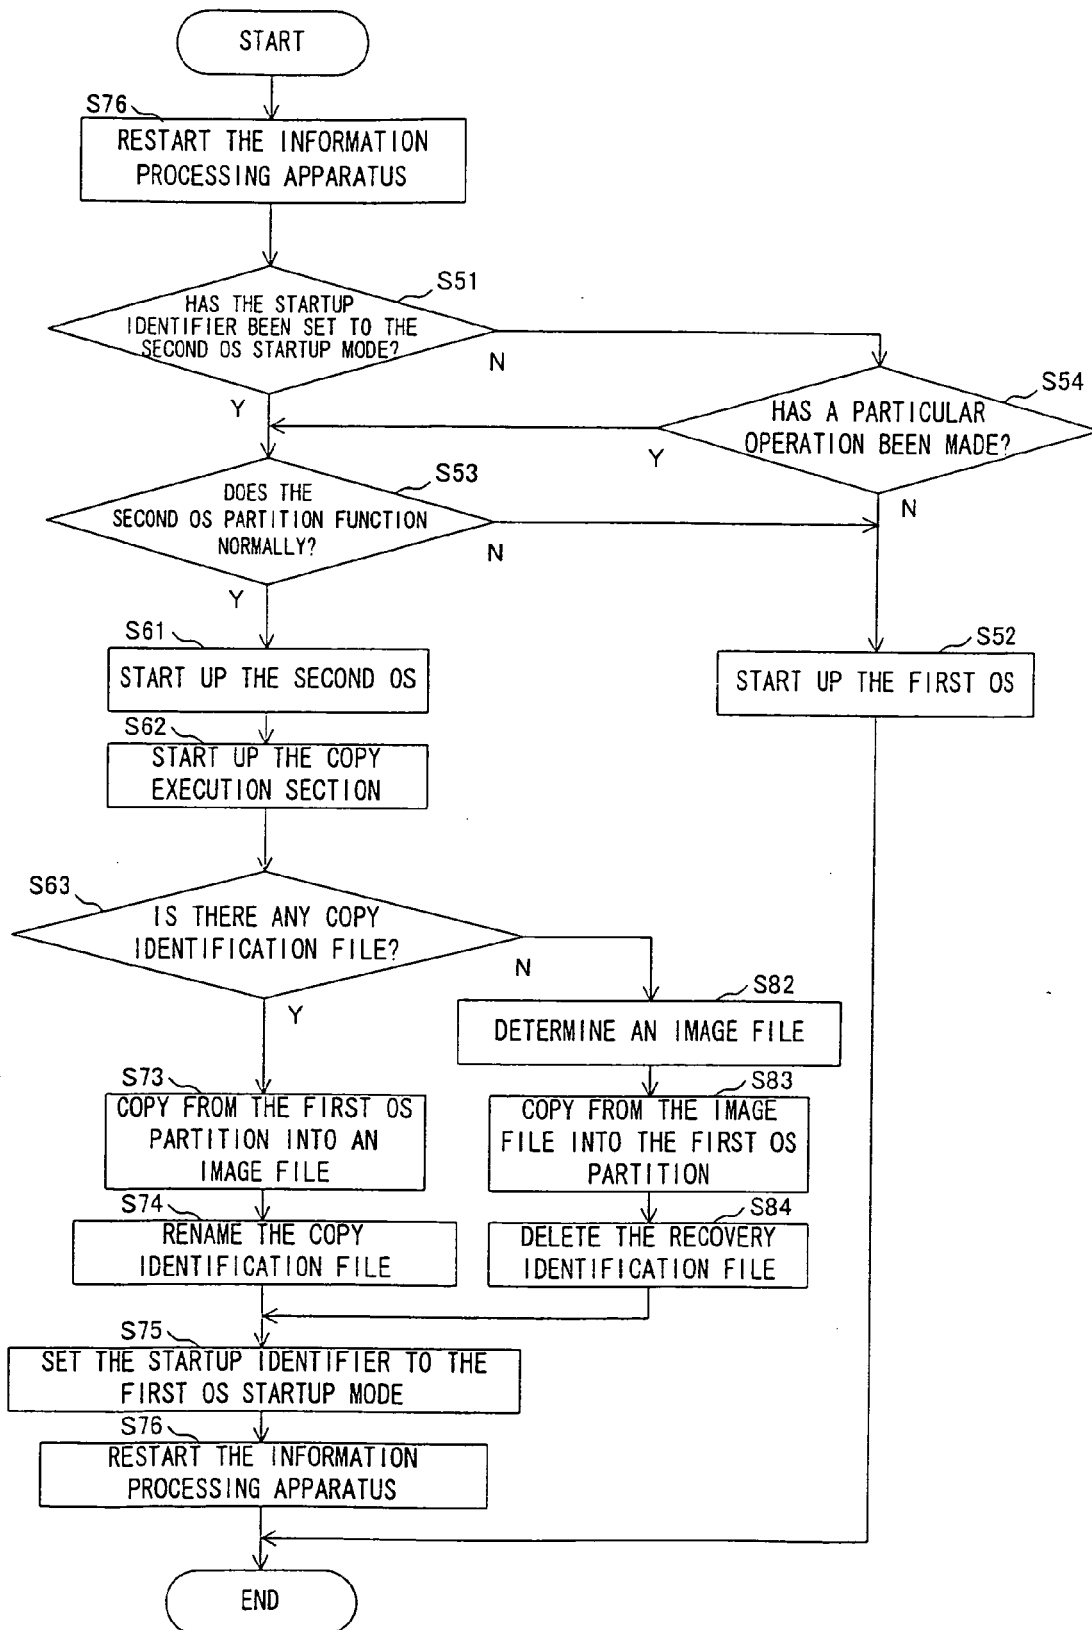 START
S76
RESTART THE INFORMATION
PROCESSING APPARATUS
S51
HAS THE STARTUP
IDENTIFIER BEEN SET TO THE
SECOND OS STARTUP MODE?
N
Y
S54
HAS A PARTICULAR
OPERATION BEEN MADE?
Y
N
S53
DOES THE
SECOND OS PARTITION FUNCTION
NORMALLY?
N
Y
S61
START UP THE SECOND OS
S52
START UP THE FIRST OS
S62
START UP THE COPY
EXECUTION SECTION
S63
IS THERE ANY COPY
IDENTIFICATION FILE?
N
Y
S82
DETERMINE AN IMAGE FILE
S73
COPY FROM THE FIRST OS
PARTITION INTO AN
IMAGE FILE
S83
COPY FROM THE IMAGE
FILE INTO THE FIRST OS
PARTITION
S74
RENAME THE COPY
IDENTIFICATION FILE
S84
DELETE THE RECOVERY
IDENTIFICATION FILE
S75
SET THE STARTUP IDENTIFIER TO THE
FIRST OS STARTUP MODE
S76
RESTART THE INFORMATION
PROCESSING APPARATUS
END